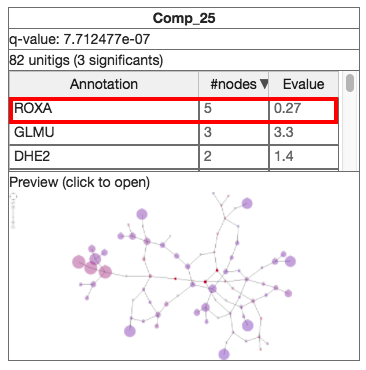 Comp_25
q-value: 7.712477e-07
82 unitigs (3 significants)
Annotation #nodes▼ Evalue
ROXA 5 0.27
GLMU 3 3.3
DHE2 2 1.4
Preview (click to open)